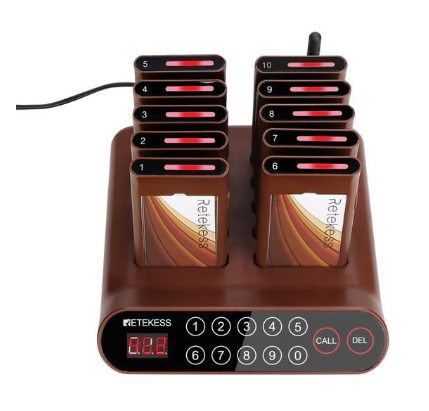 5
10
4
9
3
8
2
7
1
6
Retekess
Retekess
RETEKESS
1 2 3 4 5
CALL
DEL
6 7 8 9 0